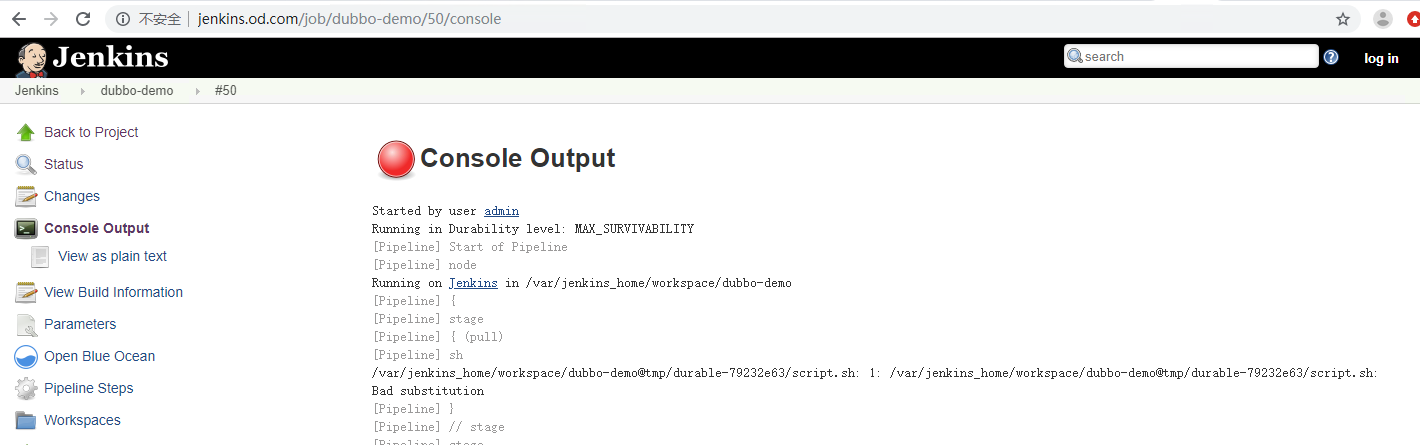 不安全 jenkins.od.com/job/dubbo-demo/50/console
Jenkins
search
log in
Jenkins dubbo-demo #50
Back to Project
Status
Changes
Console Output
View as plain text
View Build Information
Parameters
Open Blue Ocean
Pipeline Steps
Workspaces
Console Output
Started by user admin
Running in Durability level: MAX_SURVIVABILITY
[Pipeline] Start of Pipeline
[Pipeline] node
Running on Jenkins in /var/jenkins_home/workspace/dubbo-demo
[Pipeline] {
[Pipeline] stage
[Pipeline] { (pull)
[Pipeline] sh
/var/jenkins_home/workspace/dubbo-demo@tmp/durable-79232e63/script.sh: 1: /var/jenkins_home/workspace/dubbo-demo@tmp/durable-79232e63/script.sh:
Bad substitution
[Pipeline] }
[Pipeline] // stage
[Pipeline] stage